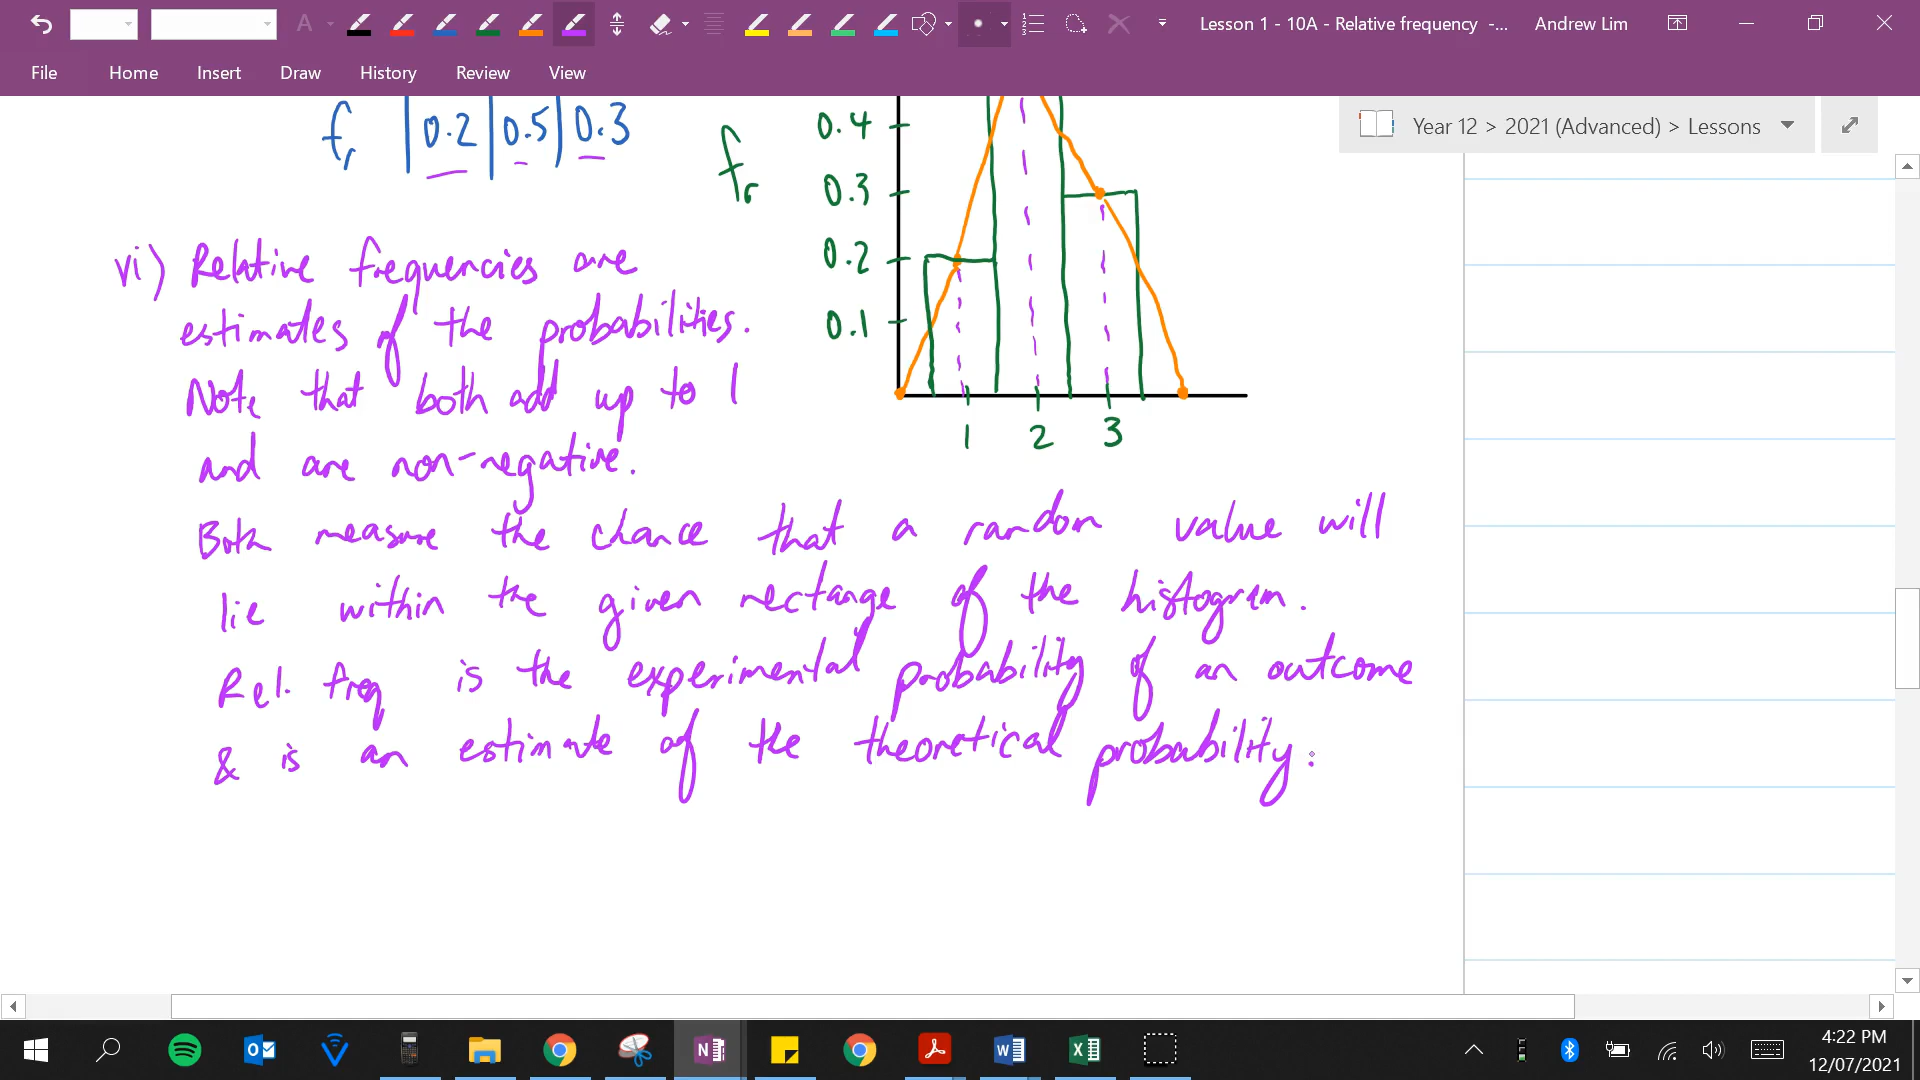 Lesson 1 - 10A - Relative frequency -...
Andrew Lim
File Home Insert Draw History Review View
Year 12 > 2021 (Advanced) > Lessons
fr | 0.2 | 0.5 | 0.3
fr
0.4
0.3
0.2
0.1
1 2 3
vi) Relative frequencies are
estimates of the probabilities.
Note that both add up to 1
and are non-negative.
Both measure the chance that a random value will
lie within the given rectange of the histogram.
Rel. freq is the experimental probability of an outcome
& is an estimate of the theoretical probability.
4:22 PM
12/07/2021